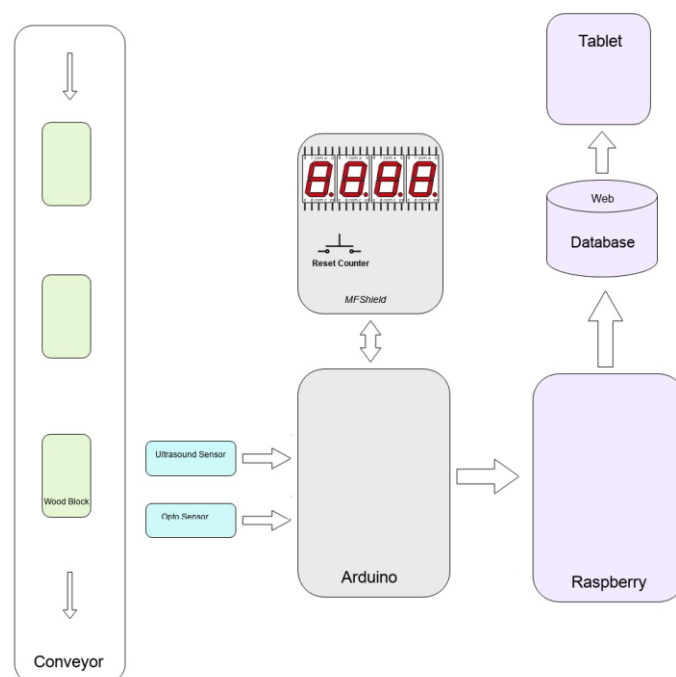 Tablet
Web
Database
Reset Counter
MFShield
Ultrasound Sensor
Wood Block
Opto Sensor
Arduino
Raspberry
Conveyor